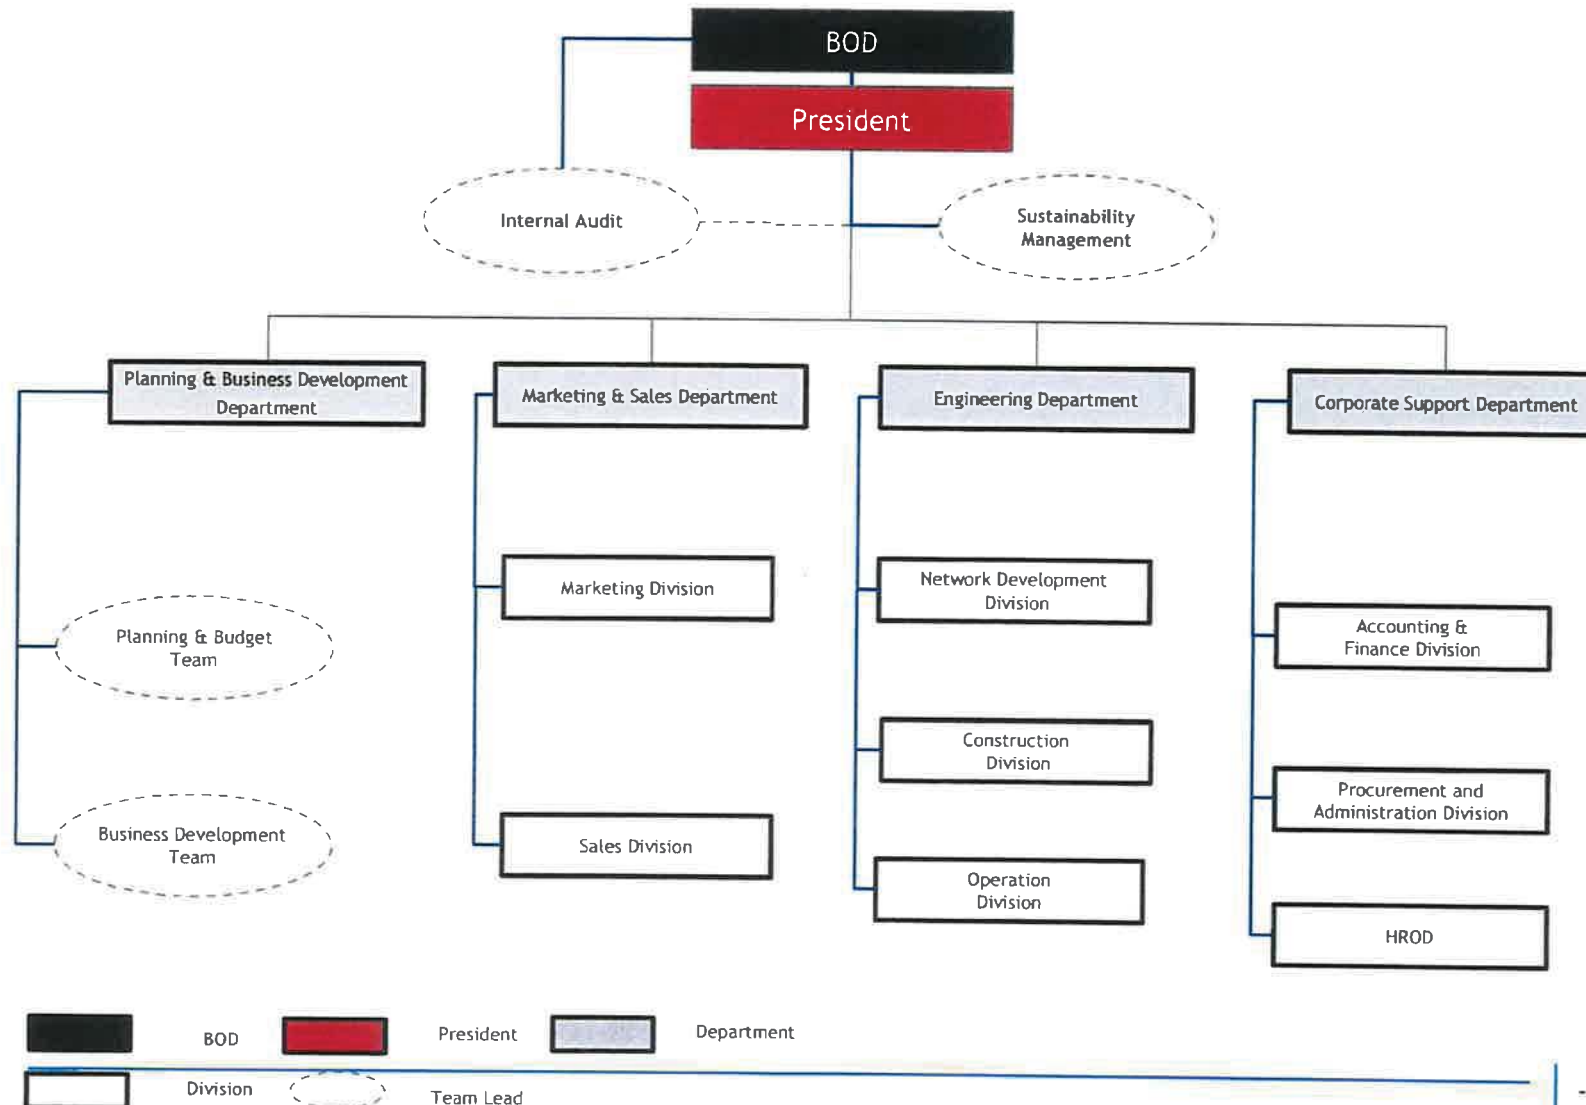 BOD
President
Internal Audit
Sustainability
Management
Planning & Business Development
Department
Marketing & Sales Department
Engineering Department
Corporate Support Department
Marketing Division
Network Development
Division
Planning & Budget
Team
Accounting &
Finance Division
Construction
Division
Procurement and
Administration Division
Business Development
Team
Sales Division
Operation
Division
HROD
BOD
President
Department
Division
Team Lead